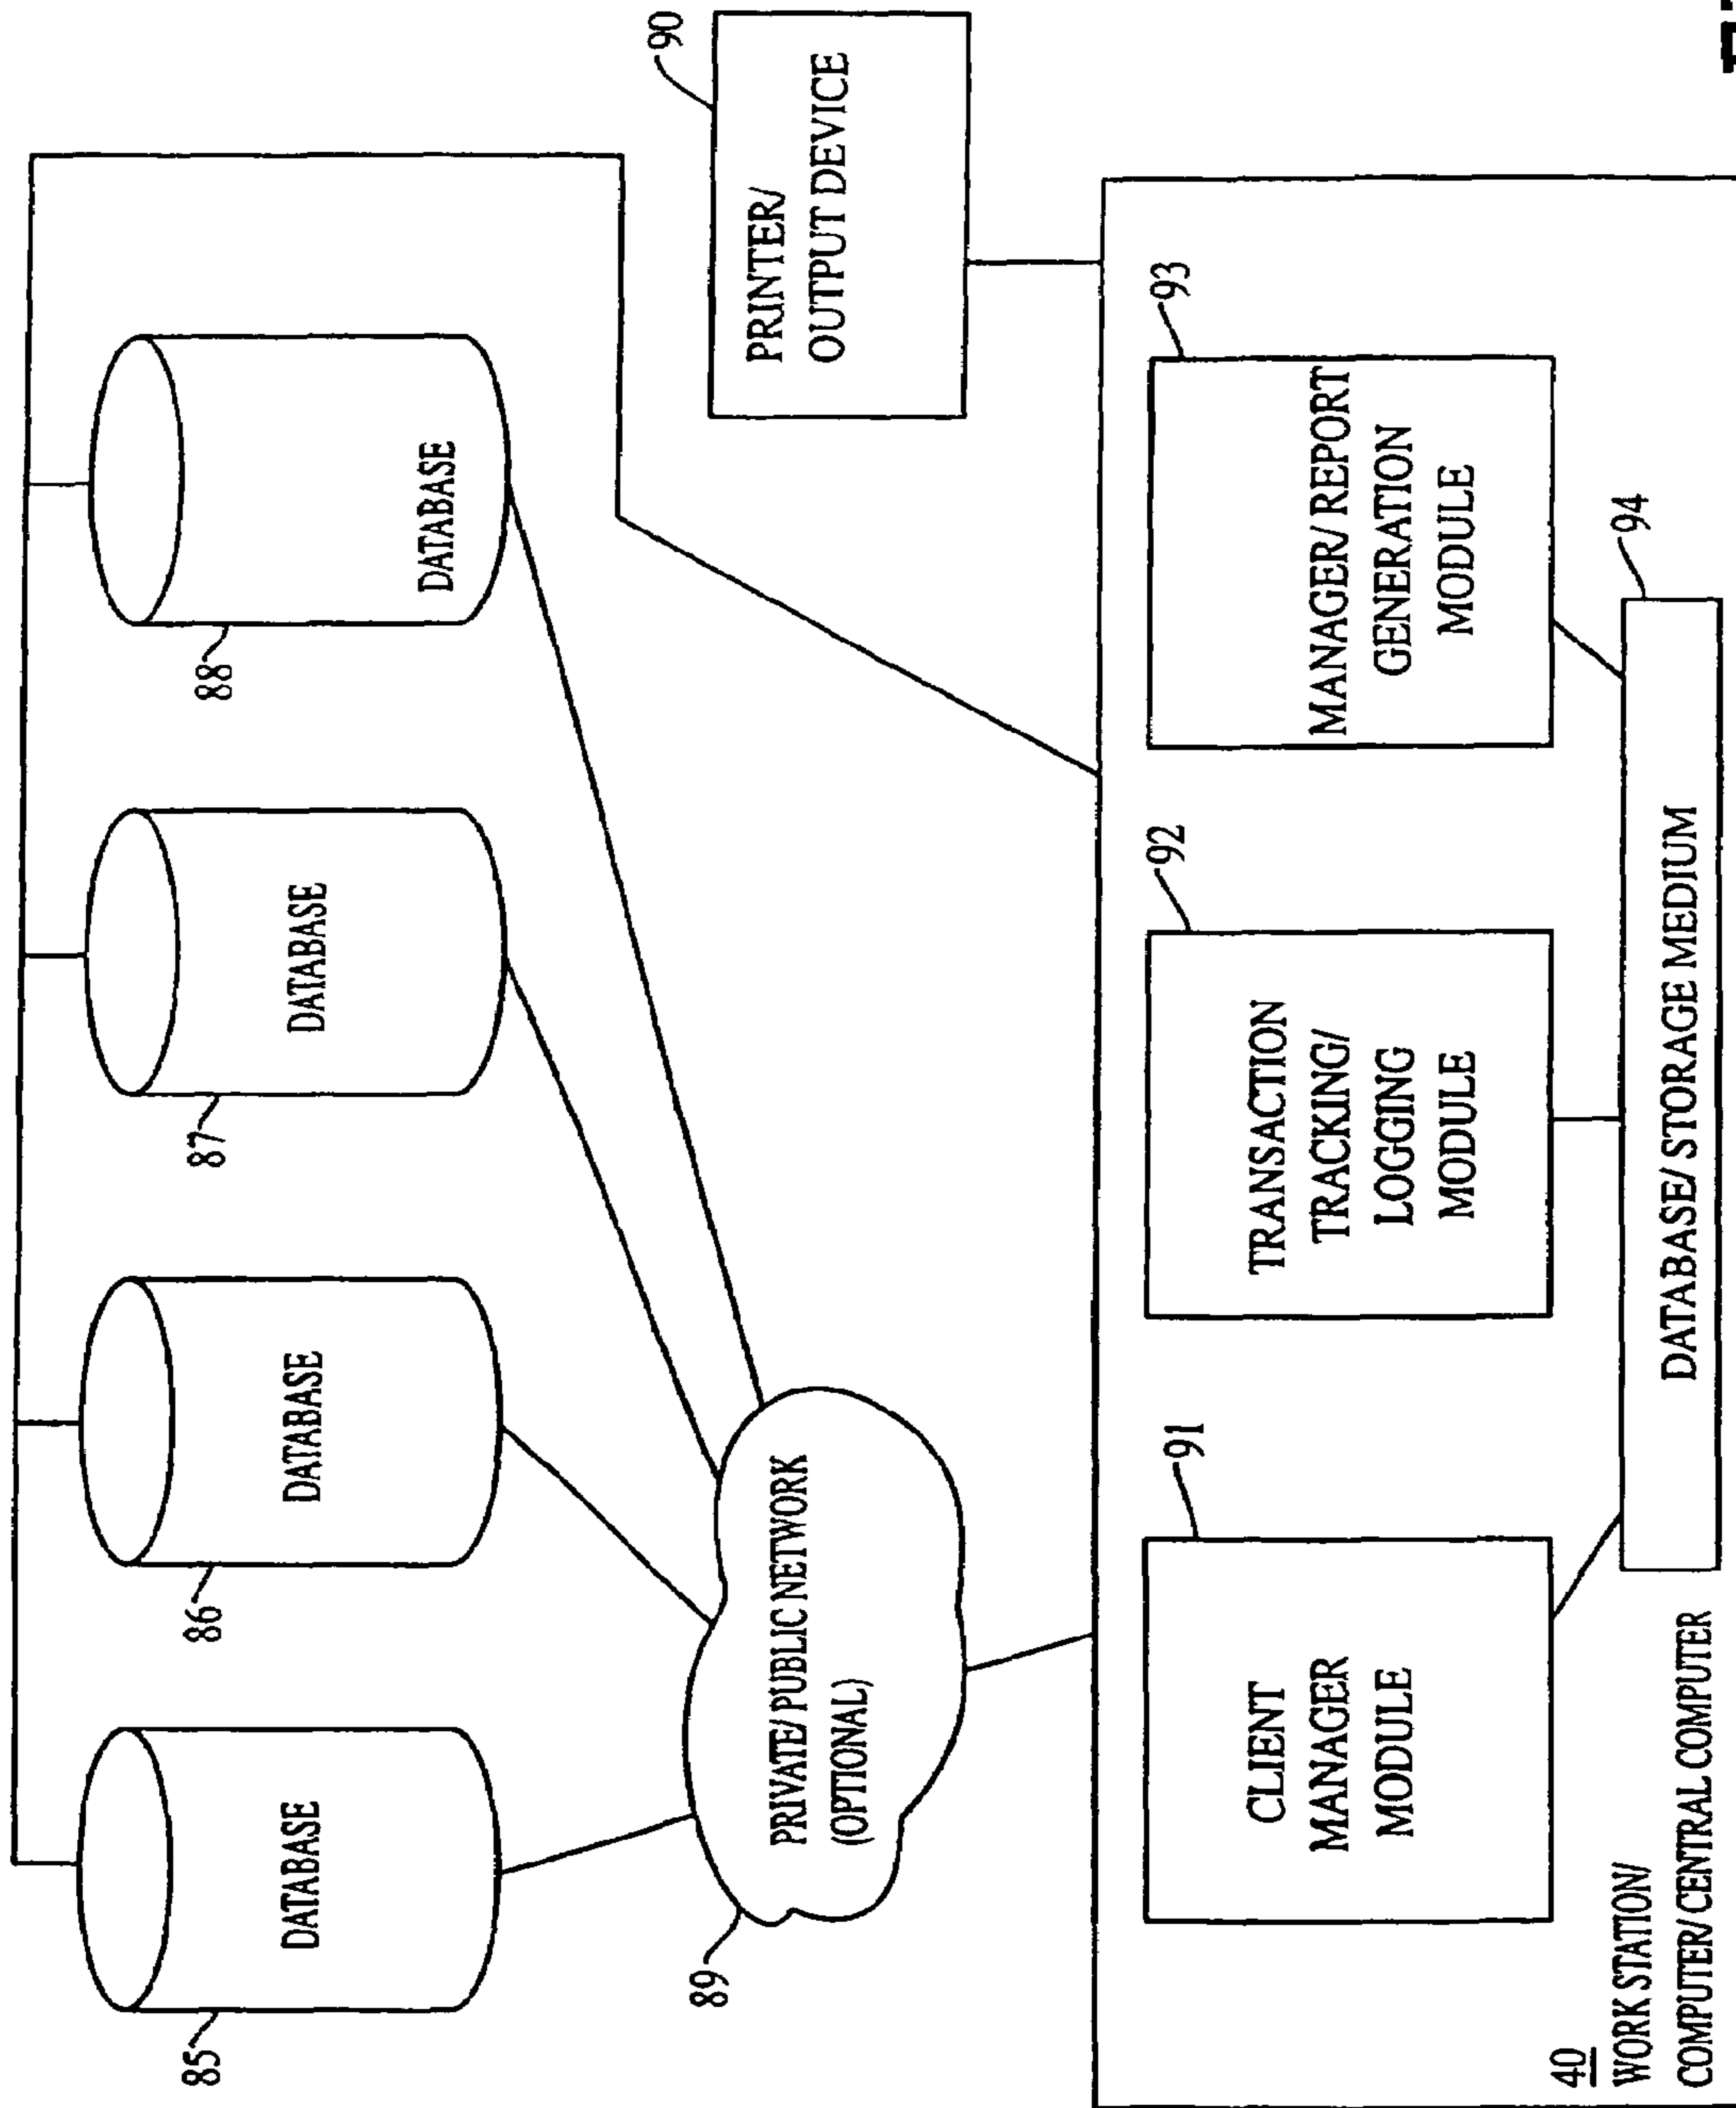 85
DATABASE
86
DATABASE
87
DATABASE
88
DATABASE
89
PRIVATE/PUBLIC NETWORK
(OPTIONAL)
90
PRINTER/
OUTPUT DEVICE
91
CLIENT
MANAGER
MODULE
92
TRANSACTION
TRACKING/
LOGGING
MODULE
93
MANAGER/REPORT
GENERATION
MODULE
94
DATABASE/STORAGE MEDIUM
40
WORK STATION/
COMPUTER/CENTRAL COMPUTER